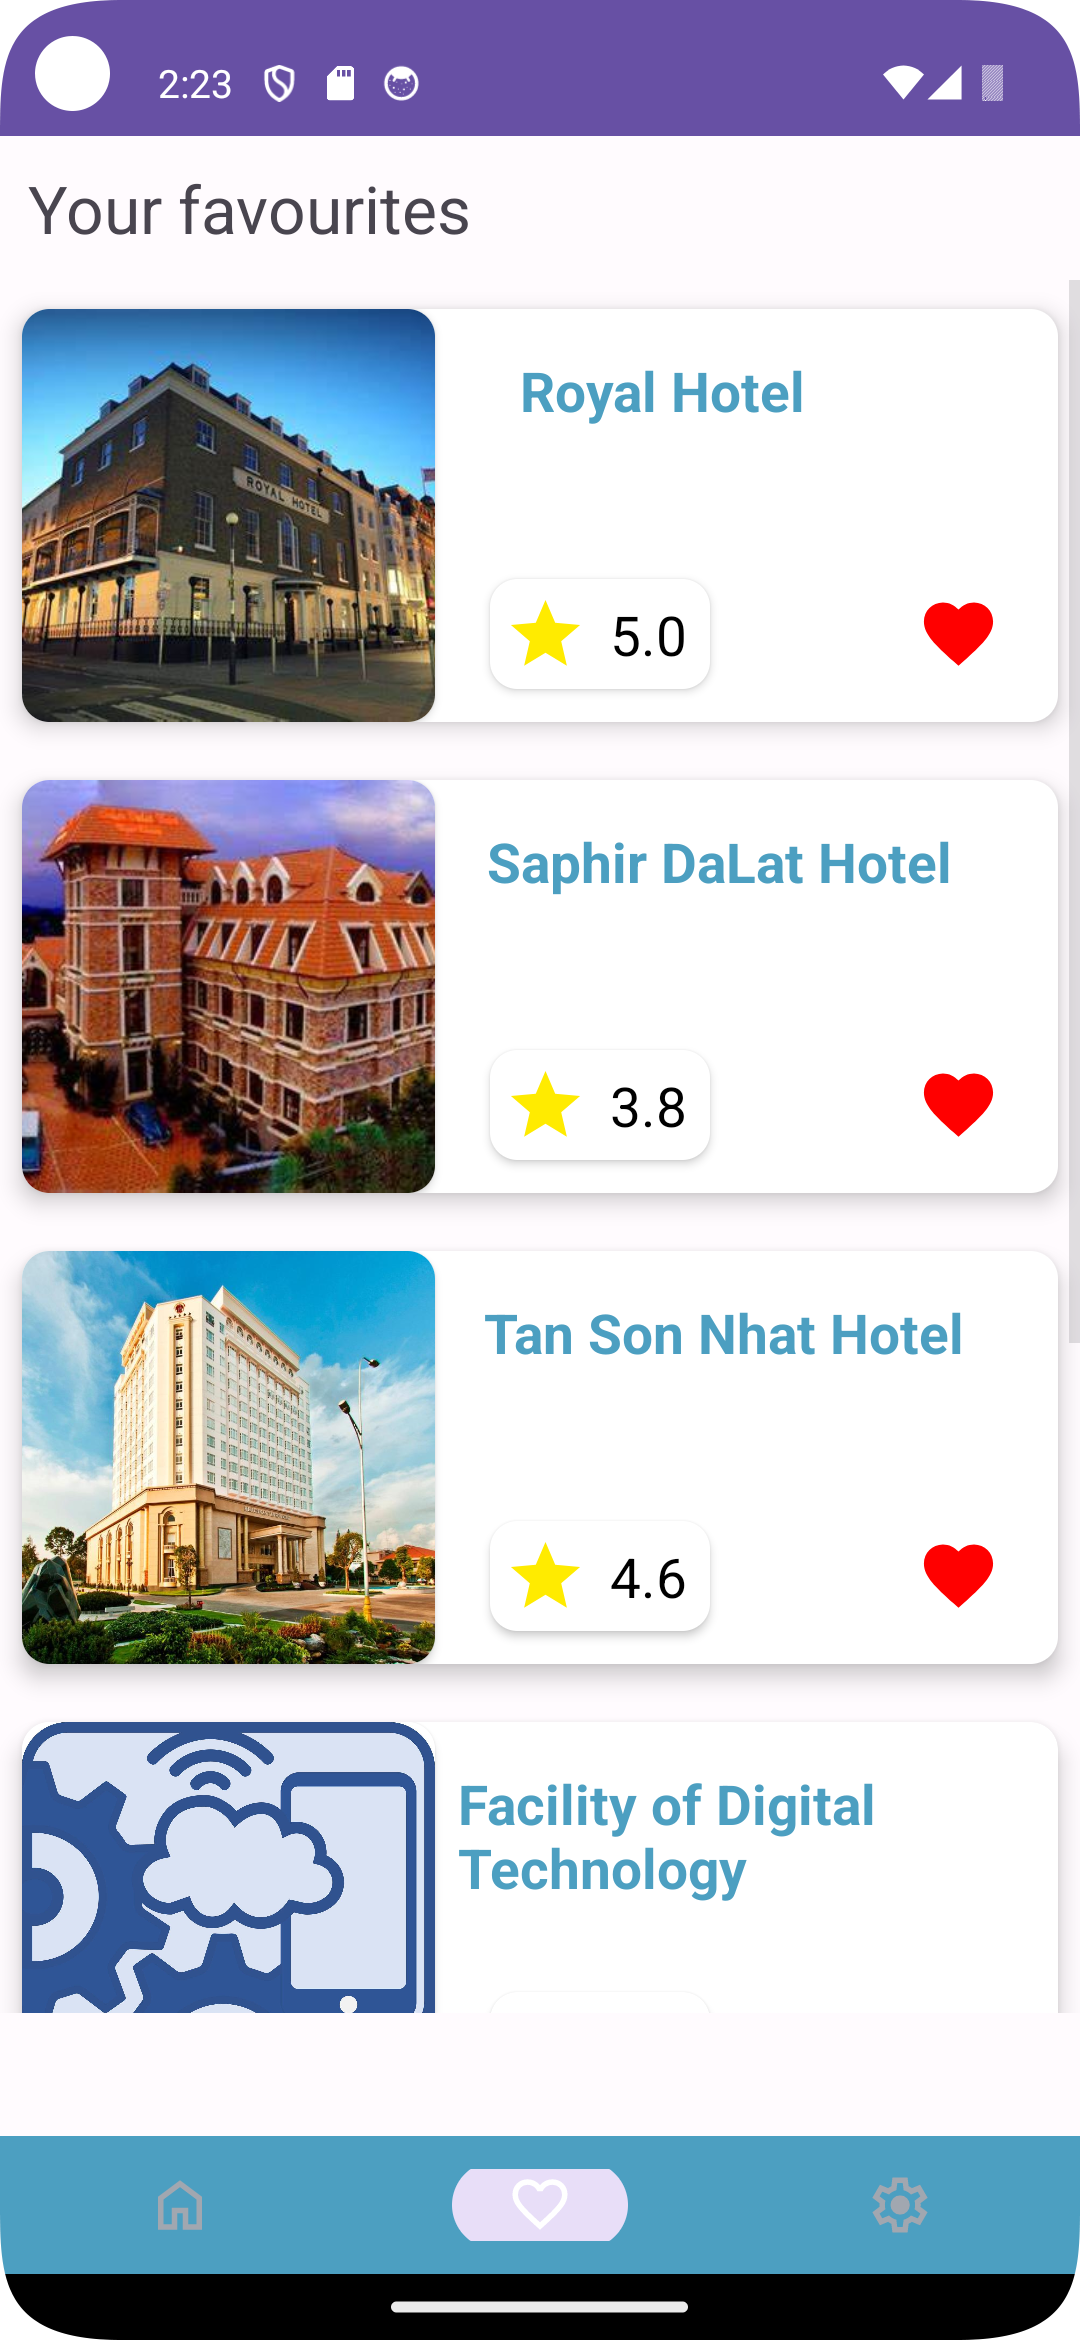 2:23
Your favourites
ROYAL HOTEL
Royal Hotel
5.0
Saphir DaLat Hotel
3.8
Tan Son Nhat Hotel
4.6
Facility of Digital
Technology